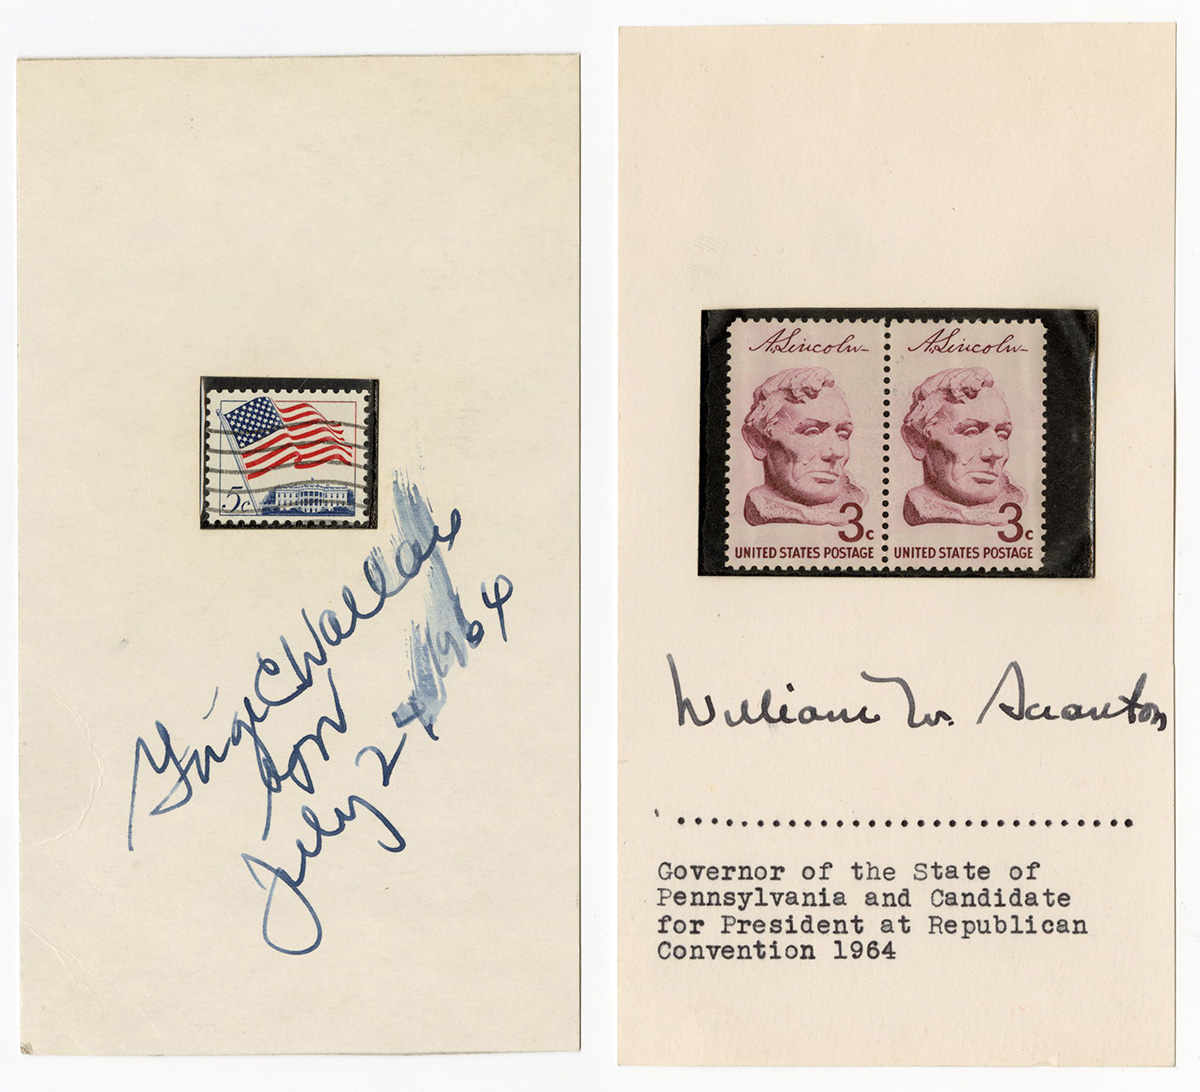 5c
George C Wallace
Gov
July 24 1964
A. Lincoln
A. Lincoln
3c
3c
UNITED STATES POSTAGE
UNITED STATES POSTAGE
William W. Scranton
Governor of the State of
Pennsylvania and Candidate
for President at Republican
Convention 1964